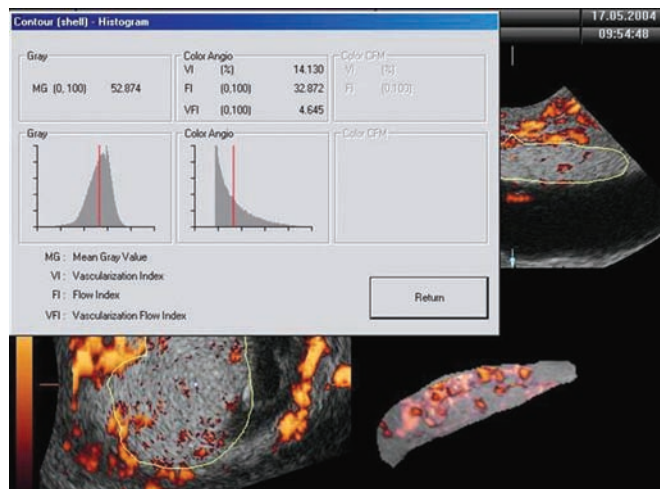 Contour (shell) - Histogram
17.05.2004
09:54:48
Gray
MG (0,100) 52.874
Color Angio
VI (%) 14.130
FI (0,100) 32.872
VFI (0,100) 4.645
Color CFM
VI (%)
FI (0,100)
Gray
Color Angio
Color CFM
MG : Mean Gray Value
VI : Vascularization Index
FI : Flow Index
VFI : Vascularization Flow Index
Return